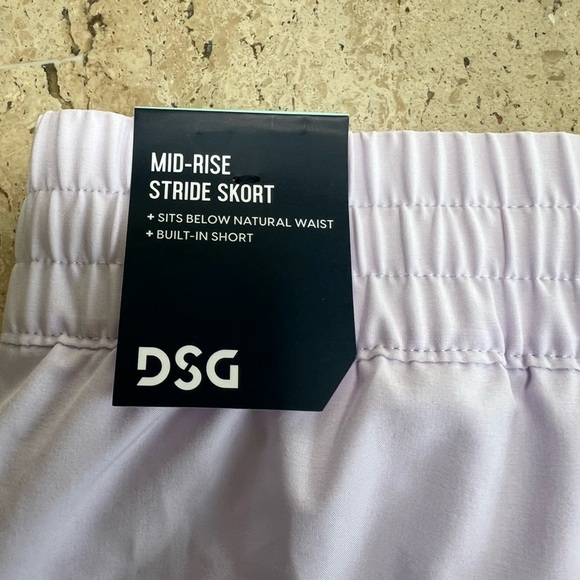 MID-RISE
STRIDE SKORT
+ SITS BELOW NATURAL WAIST
+ BUILT-IN SHORT
DSG